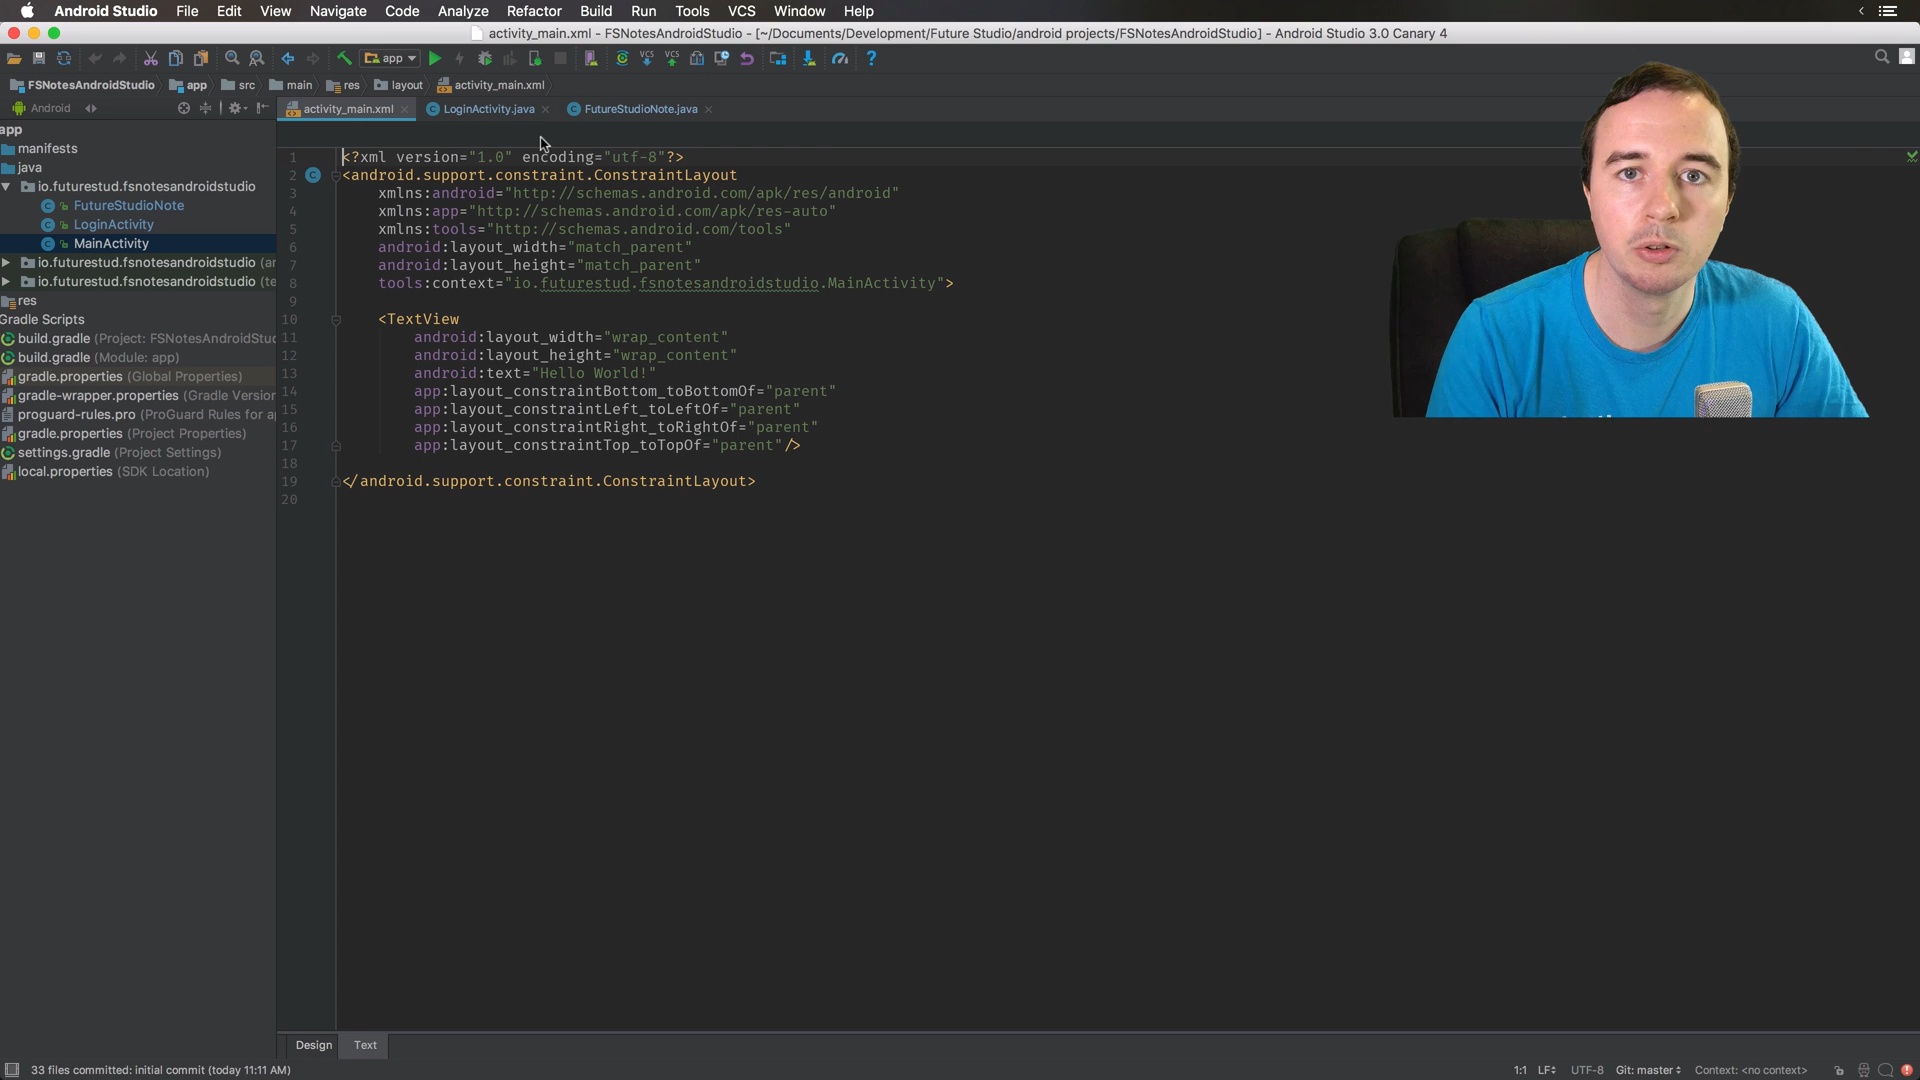 Android Studio File Edit View Navigate Code Analyze Refactor Build Run Tools VCS Window Help
activity_main.xml - FSNotesAndroidStudio - [~/Documents/Development/Future Studio/android projects/FSNotesAndroidStudio] - Android Studio 3.0 Canary 4
app
VCS VCS
?
FSNotesAndroidStudio app src main res layout activity_main.xml
Android
activity_main.xml LoginActivity.java FutureStudioNote.java
app
manifests
java
io.futurestud.fsnotesandroidstudio
FutureStudioNote
LoginActivity
MainActivity
io.futurestud.fsnotesandroidstudio (ar
io.futurestud.fsnotesandroidstudio (te
res
Gradle Scripts
build.gradle (Project: FSNotesAndroidStuc
build.gradle (Module: app)
gradle.properties (Global Properties)
gradle-wrapper.properties (Gradle Version
proguard-rules.pro (ProGuard Rules for a
gradle.properties (Project Properties)
settings.gradle (Project Settings)
local.properties (SDK Location)
1 <?xml version="1.0" encoding="utf-8"?>
2 <android.support.constraint.ConstraintLayout
3 xmlns:android="http://schemas.android.com/apk/res/android"
4 xmlns:app="http://schemas.android.com/apk/res-auto"
5 xmlns:tools="http://schemas.android.com/tools"
6 android:layout_width="match_parent"
7 android:layout_height="match_parent"
8 tools:context="io.futurestud.fsnotesandroidstudio.MainActivity">
9
10 <TextView
11 android:layout_width="wrap_content"
12 android:layout_height="wrap_content"
13 android:text="Hello World!"
14 app:layout_constraintBottom_toBottomOf="parent"
15 app:layout_constraintLeft_toLeftOf="parent"
16 app:layout_constraintRight_toRightOf="parent"
17 app:layout_constraintTop_toTopOf="parent"/>
18
19 </android.support.constraint.ConstraintLayout>
20
Design Text
33 files committed: initial commit (today 11:11 AM)
1:1 LF UTF-8 Git: master Context: <no context>